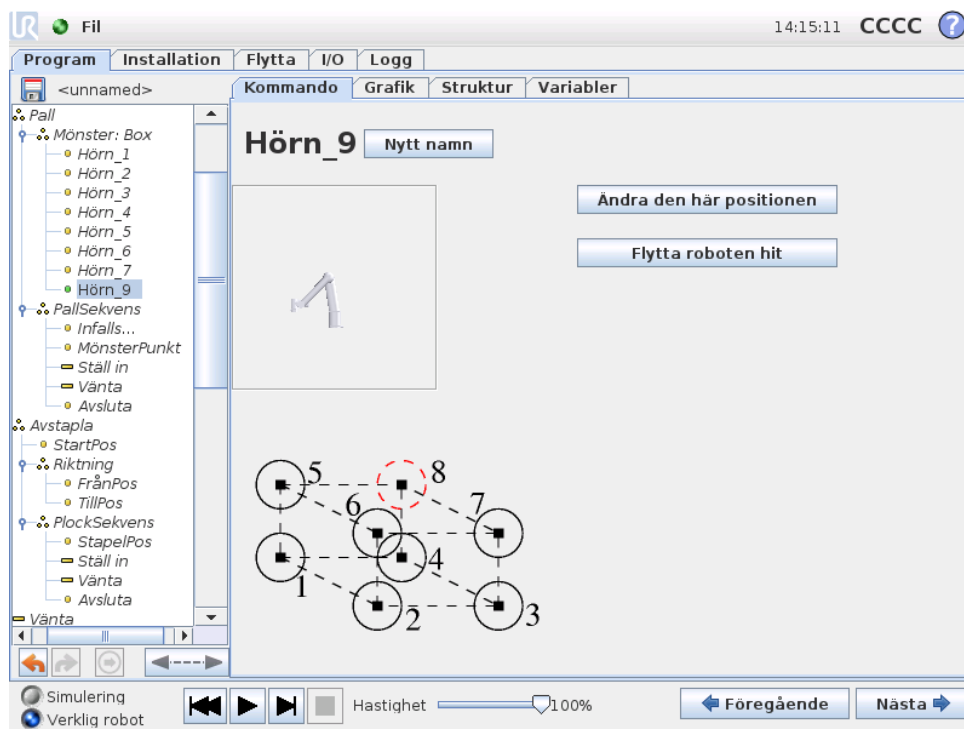 UR Fil 14:15:11 CCCC ?
Program Installation Flytta I/O Logg
<unnamed>
Kommando Grafik Struktur Variabler
Pall
Mönster: Box
Hörn_1
Hörn_2
Hörn_3
Hörn_4
Hörn_5
Hörn_6
Hörn_7
Hörn_9
PallSekvens
Infalls...
MönsterPunkt
Ställ in
Vänta
Avsluta
Avstapla
StartPos
Riktning
FrånPos
TillPos
PlockSekvens
StapelPos
Ställ in
Vänta
Avsluta
Vänta
Hörn_9 Nytt namn
Ändra den här positionen
Flytta roboten hit
5 8
6 7
1 4
2 3
Simulering
Verklig robot
Hastighet 100%
Föregående Nästa